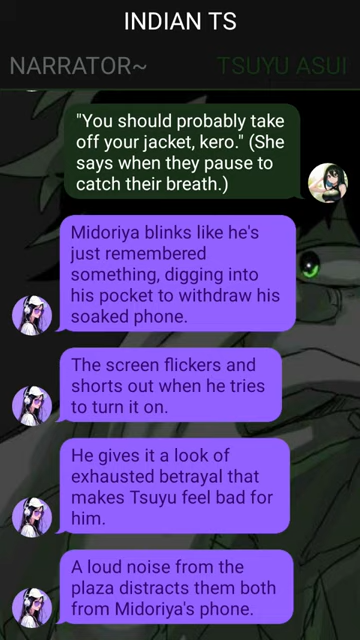 INDIAN TS
NARRATOR~ TSUYU ASUI
"You should probably take
off your jacket, kero." (She
says when they pause to
catch their breath.)
Midoriya blinks like he's
just remembered
something, digging into
his pocket to withdraw his
soaked phone.
The screen flickers and
shorts out when he tries
to turn it on.
He gives it a look of
exhausted betrayal that
makes Tsuyu feel bad for
him.
A loud noise from the
plaza distracts them both
from Midoriya's phone.